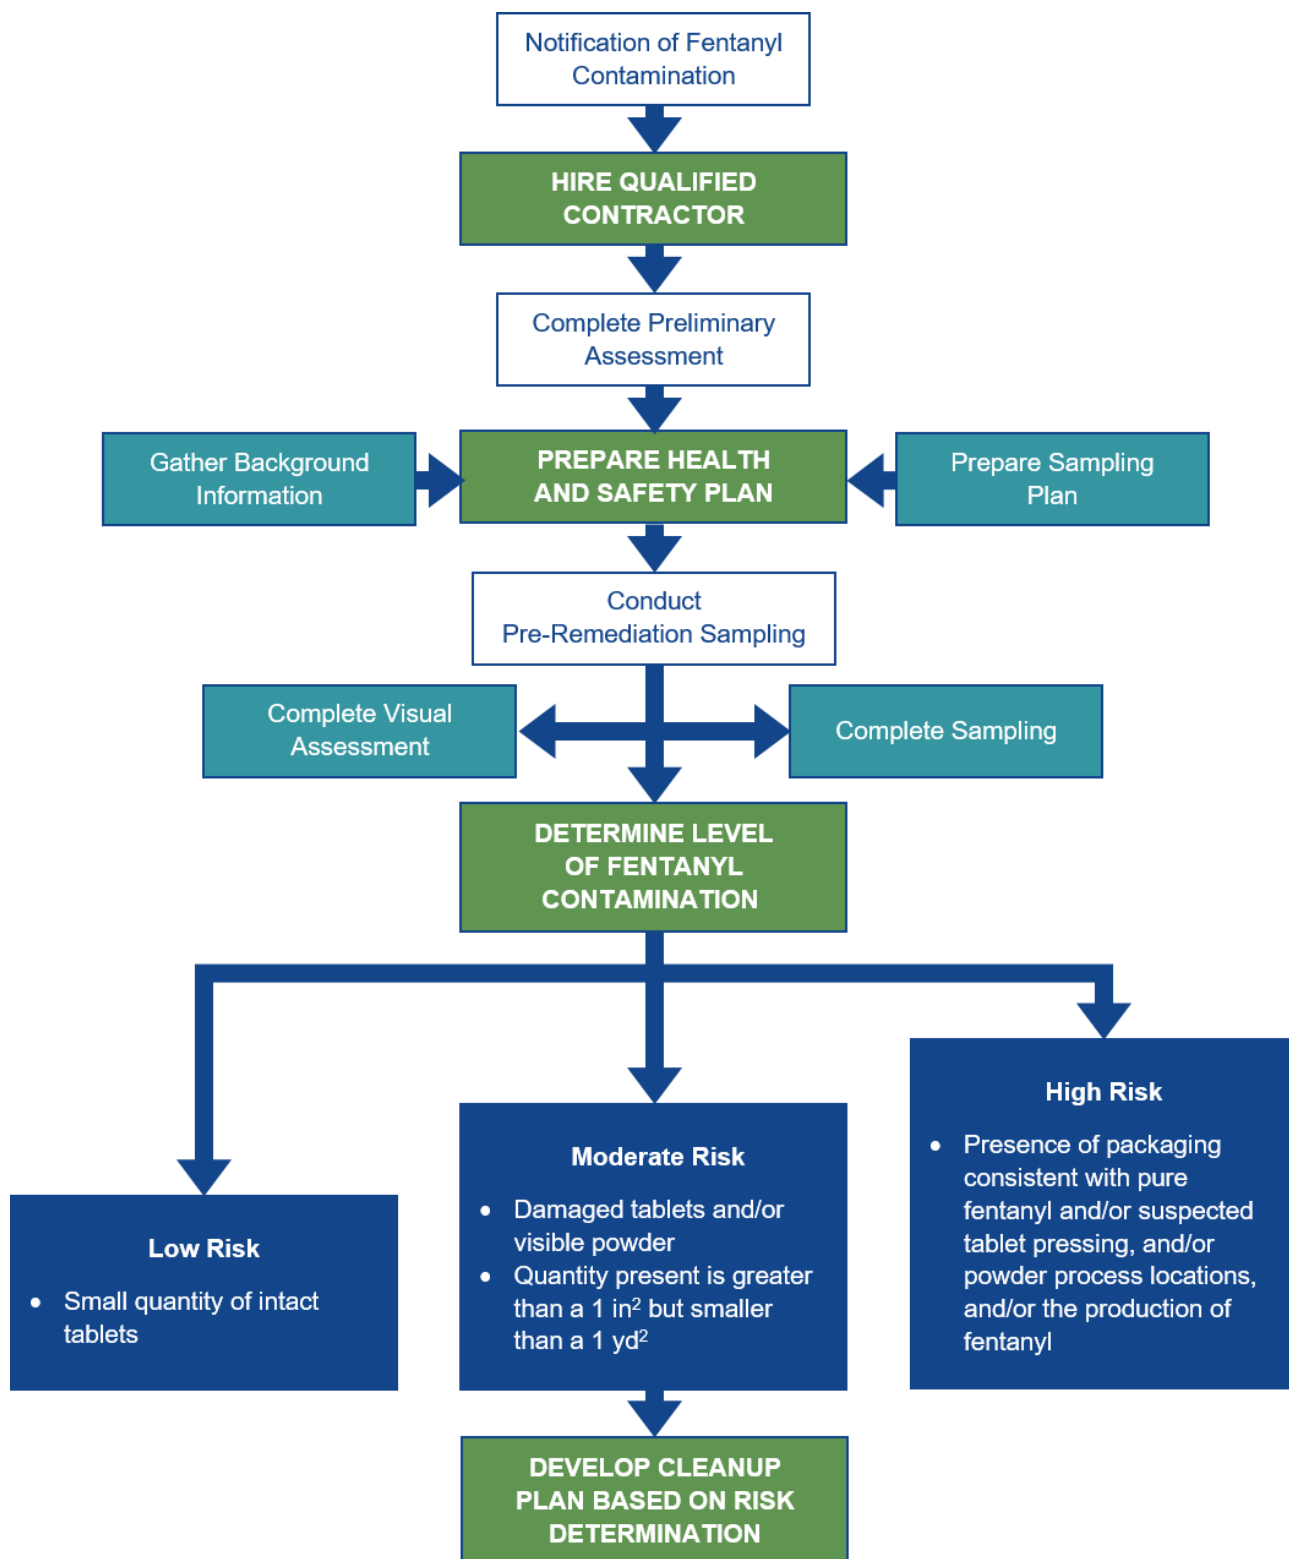 Notification of Fentanyl
Contamination
HIRE QUALIFIED
CONTRACTOR
Complete Preliminary
Assessment
Gather Background
Information
PREPARE HEALTH
AND SAFETY PLAN
Prepare Sampling
Plan
Conduct
Pre-Remediation Sampling
Complete Visual
Assessment
Complete Sampling
DETERMINE LEVEL
OF FENTANYL
CONTAMINATION
Low Risk
• Small quantity of intact
tablets
Moderate Risk
• Damaged tablets and/or
visible powder
• Quantity present is greater
than a 1 in² but smaller
than a 1 yd²
High Risk
• Presence of packaging
consistent with pure
fentanyl and/or suspected
tablet pressing, and/or
powder process locations,
and/or the production of
fentanyl
DEVELOP CLEANUP
PLAN BASED ON RISK
DETERMINATION